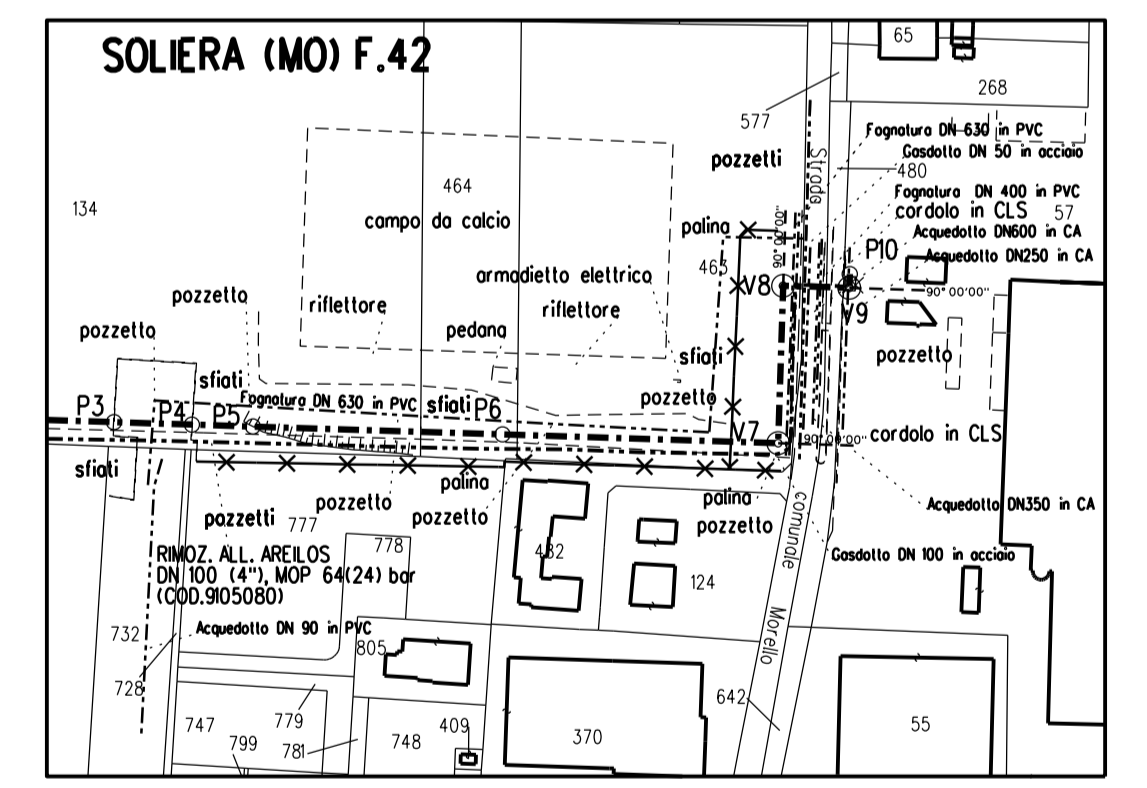 SOLIERA (MO) F.42
65
268
577
Fognatura DN 630 in PVC
pozzetti
Gasdotto DN 50 in acciaio
Strada
480
464
Fognatura DN 400 in PVC
134
campo da calcio
cordolo in CLS
57
palina
Acquedotto DN600 in CA
P10
Acquedotto DN250 in CA
463
armadietto elettrico
V8
90°00'00"
90°00'00"
pozzetto
riflettore
riflettore
V9
pozzetto
pedana
sfiati
pozzetto
sfiati
Fognatura DN 630 in PVC
sfiati
P6
pozzetto
P3
P4
P5
V7
90°00'00"
cordolo in CLS
sfiati
palina
palina
pozzetto
pozzetti
777
pozzetto
pozzetto
Acquedotto DN350 in CA
comunale
778
482
RIMOZ. ALL. AREILOS
DN 100 (4"), MOP 64(24) bar
(COD.9105080)
Gasdotto DN 100 in acciaio
124
732
Acquedotto DN 90 in PVC
805
Morello
728
642
747
779
409
799
781
748
370
55